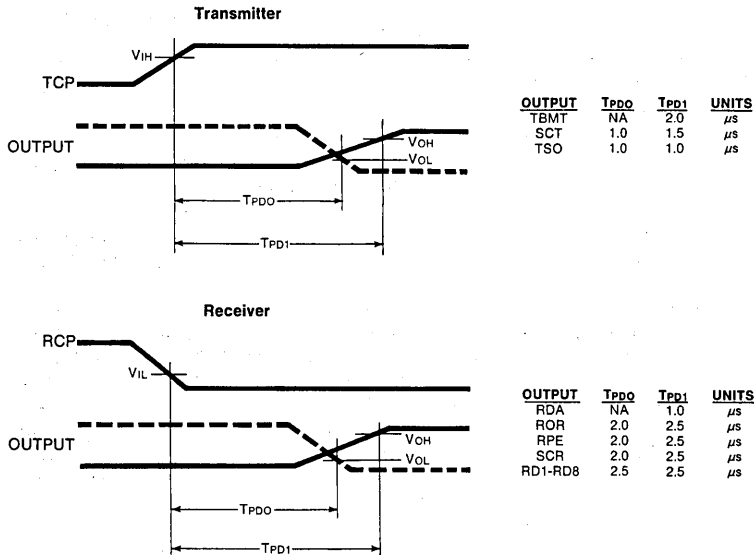 Transmitter
VIH
TCP
OUTPUT
VOH
VOL
TPDO
TPD1
OUTPUT TPDO TPD1 UNITS
TBMT NA 2.0 μs
SCT 1.0 1.5 μs
TSO 1.0 1.0 μs
Receiver
RCP
VIL
OUTPUT
VOH
VOL
TPDO
TPD1
OUTPUT TPDO TPD1 UNITS
RDA NA 1.0 μs
ROR 2.0 2.5 μs
RPE 2.0 2.5 μs
SCR 2.0 2.5 μs
RD1-RD8 2.5 2.5 μs